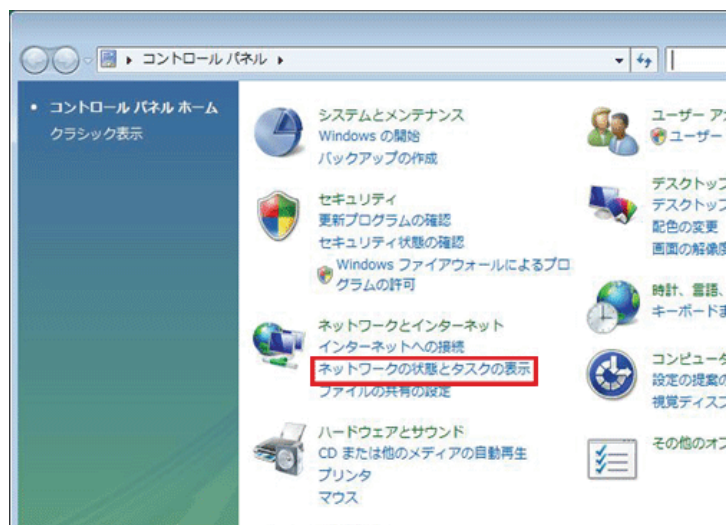 コントロール パネル
コントロール パネル ホーム
クラシック表示
システムとメンテナンス
Windows の開始
バックアップの作成
セキュリティ
更新プログラムの確認
セキュリティ状態の確認
Windows ファイアウォールによるプロ
グラムの許可
ネットワークとインターネット
インターネットへの接続
ネットワークの状態とタスクの表示
ファイルの共有の設定
ハードウェアとサウンド
CD または他のメディアの自動再生
プリンタ
マウス
ユーザー アカ
ユーザー
デスクトップ
デスクトップ
配色の変更
画面の解像度
時計、言語、
キーボードま
コンピュータ
設定の提案の
視覚ディスプ
その他のオプ